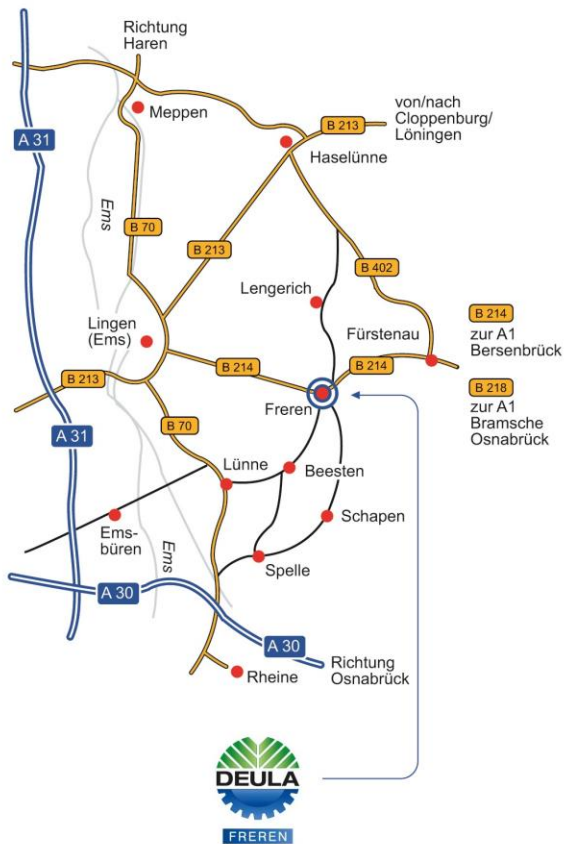 Richtung
Haren
A 31
Meppen
B 213
von/nach
Cloppenburg/
Löningen
Haselünne
Ems
B 70
B 213
B 402
Lengerich
B 214
zur A1
Bersenbrück
Lingen
(Ems)
Fürstenau
B 213
B 214
B 214
B 218
zur A1
Bramsche
Osnabrück
Freren
A 31
B 70
Lünne
Beesten
Schapen
Ems-
büren
Ems
Spelle
A 30
A 30
Richtung
Osnabrück
Rheine
DEULA
FREREN